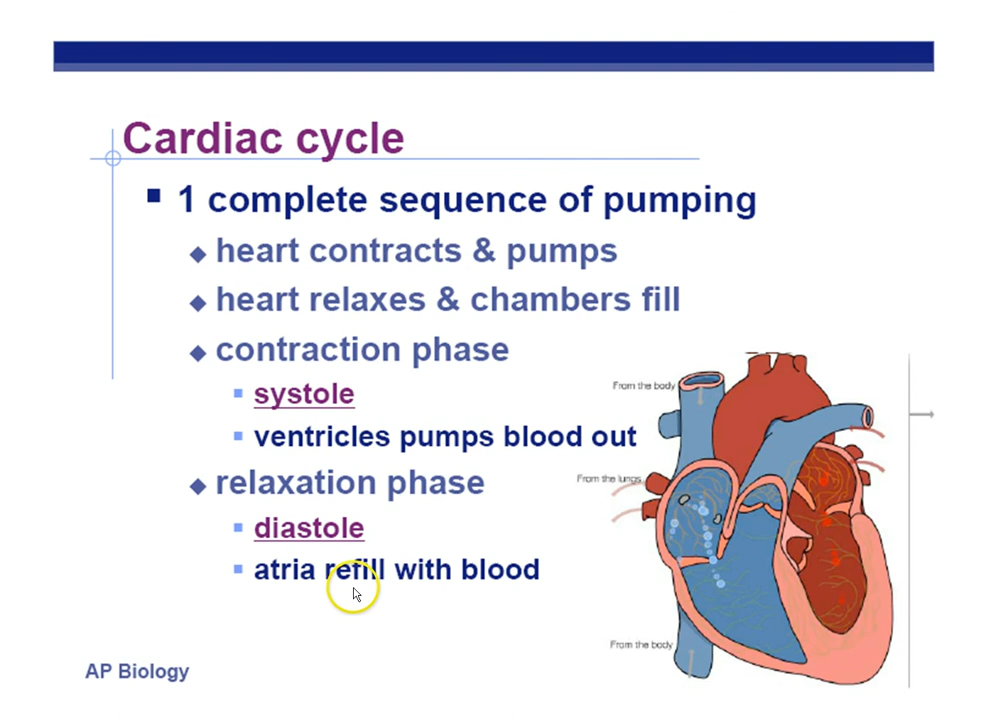 Cardiac cycle
1 complete sequence of pumping
heart contracts & pumps
heart relaxes & chambers fill
contraction phase
systole
ventricles pumps blood out
relaxation phase
diastole
atria refill with blood
From the body
From the lungs
From the body
AP Biology